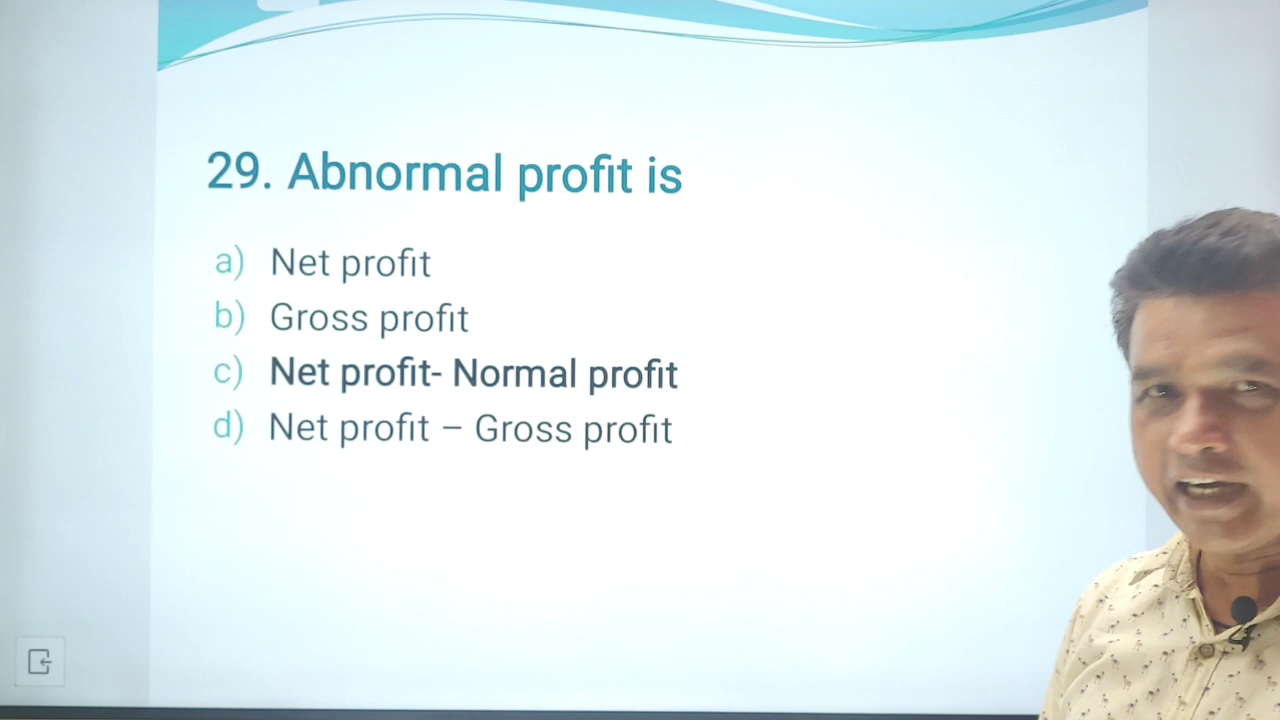 29. Abnormal profit is
a) Net profit
b) Gross profit
c) Net profit- Normal profit
d) Net profit – Gross profit